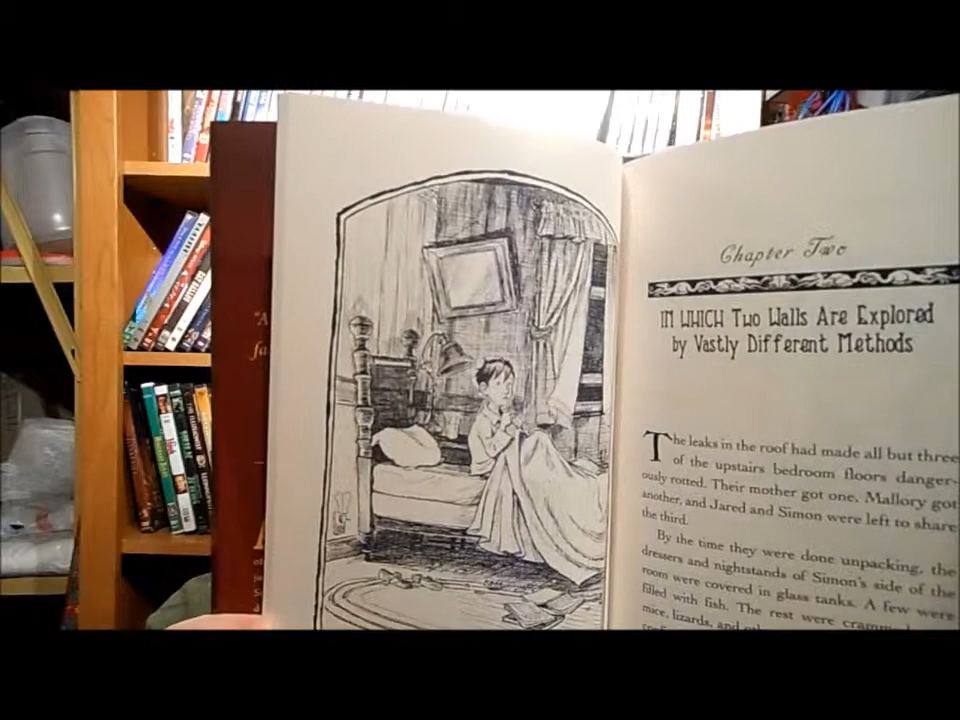 Chapter Two
IN WHICH Two Walls Are Explored
by Vastly Different Methods
The leaks in the roof had made all but three
of the upstairs bedroom floors danger-
ously rotted. Their mother got one, Mallory got
another, and Jared and Simon were left to share
the third.
By the time they were done unpacking, the
dressers and nightstands of Simon's side of the
room were covered in glass tanks. A few were
filled with fish. The rest were crammed
mice, lizards, and